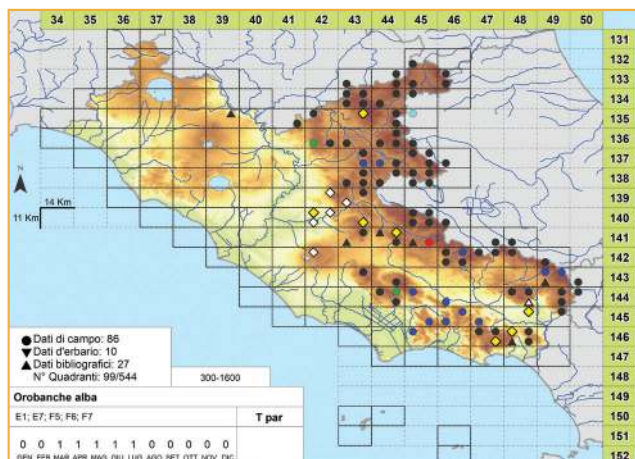 34 35 36 37 38 39 40 41 42 43 44 45 46 47 48 49 50
131
132
133
134
135
136
137
138
139
140
141
142
143
144
145
146
147
148
149
150
151
152
N
14 Km
11 Km
Dati di campo: 86
Dati d'erbario: 10
Dati bibliografici: 27
N° Quadranti: 99/544
300-1600
Orobanche alba
E1; E7; F5; F6; F7
T par
0 0 1 1 1 1 1 0 0 0 0 0
GEN FEB MAR APR MAG GIU LUG AGO SET OTT NOV DIC